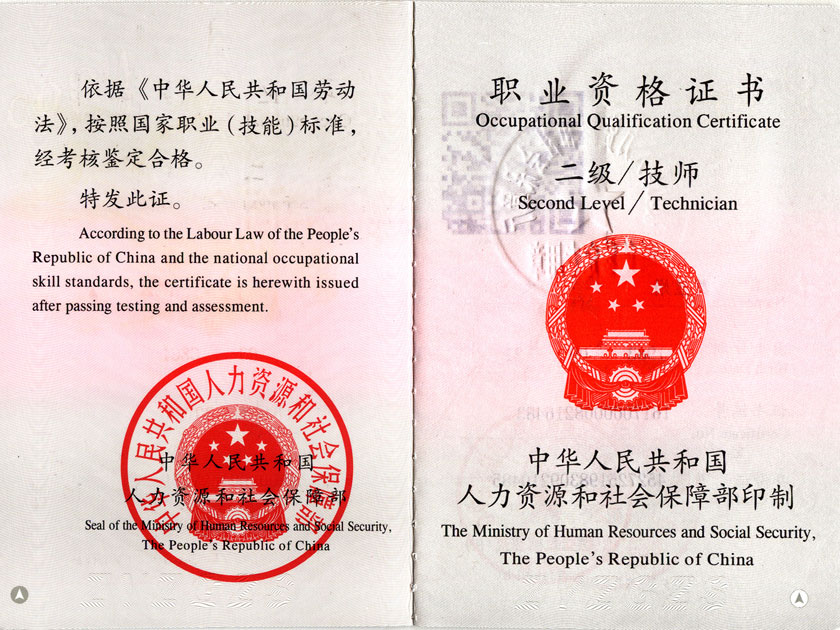 依据《中华人民共和国劳动
法》，按照国家职业（技能）标准，
经考核鉴定合格。
特发此证。
According to the Labour Law of the People's
Republic of China and the national occupational
skill standards, the certificate is herewith issued
after passing testing and assessment.
中华人民共和国人力资源和社会保障部
中华人民共和国
人力资源和社会保障部
Seal of the Ministry of Human Resources and Social Security,
The People's Republic of China
职业资格证书
Occupational Qualification Certificate
二级/技师
Second Level/Technician
中华人民共和国
人力资源和社会保障部印制
The Ministry of Human Resources and Social Security,
The People's Republic of China